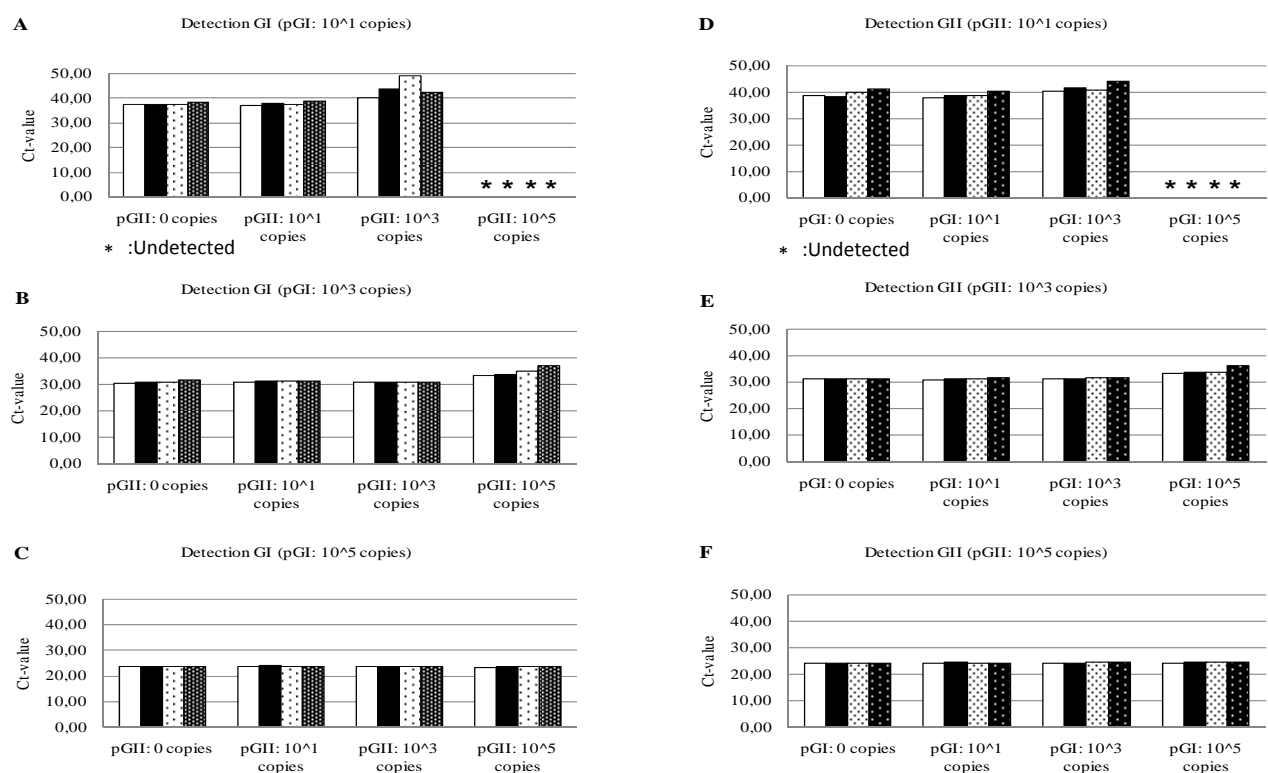 A
Detection GI (pGI: 10^1 copies)
Ct-value
50,00
40,00
30,00
20,00
10,00
0,00
* * * *
pGII: 0 copies
pGII: 10^1 copies
pGII: 10^3 copies
pGII: 10^5 copies
* :Undetected
B
Detection GI (pGI: 10^3 copies)
Ct-value
50,00
40,00
30,00
20,00
10,00
0,00
pGII: 0 copies
pGII: 10^1 copies
pGII: 10^3 copies
pGII: 10^5 copies
C
Detection GI (pGI: 10^5 copies)
Ct-value
50,00
40,00
30,00
20,00
10,00
0,00
pGII: 0 copies
pGII: 10^1 copies
pGII: 10^3 copies
pGII: 10^5 copies
D
Detection GII (pGII: 10^1 copies)
Ct-value
50,00
40,00
30,00
20,00
10,00
0,00
* * * *
pGI: 0 copies
pGI: 10^1 copies
pGI: 10^3 copies
pGI: 10^5 copies
* :Undetected
E
Detection GII (pGII: 10^3 copies)
Ct-value
50,00
40,00
30,00
20,00
10,00
0,00
pGI: 0 copies
pGI: 10^1 copies
pGI: 10^3 copies
pGI: 10^5 copies
F
Detection GII (pGII: 10^5 copies)
Ct-value
50,00
40,00
30,00
20,00
10,00
0,00
pGI: 0 copies
pGI: 10^1 copies
pGI: 10^3 copies
pGI: 10^5 copies